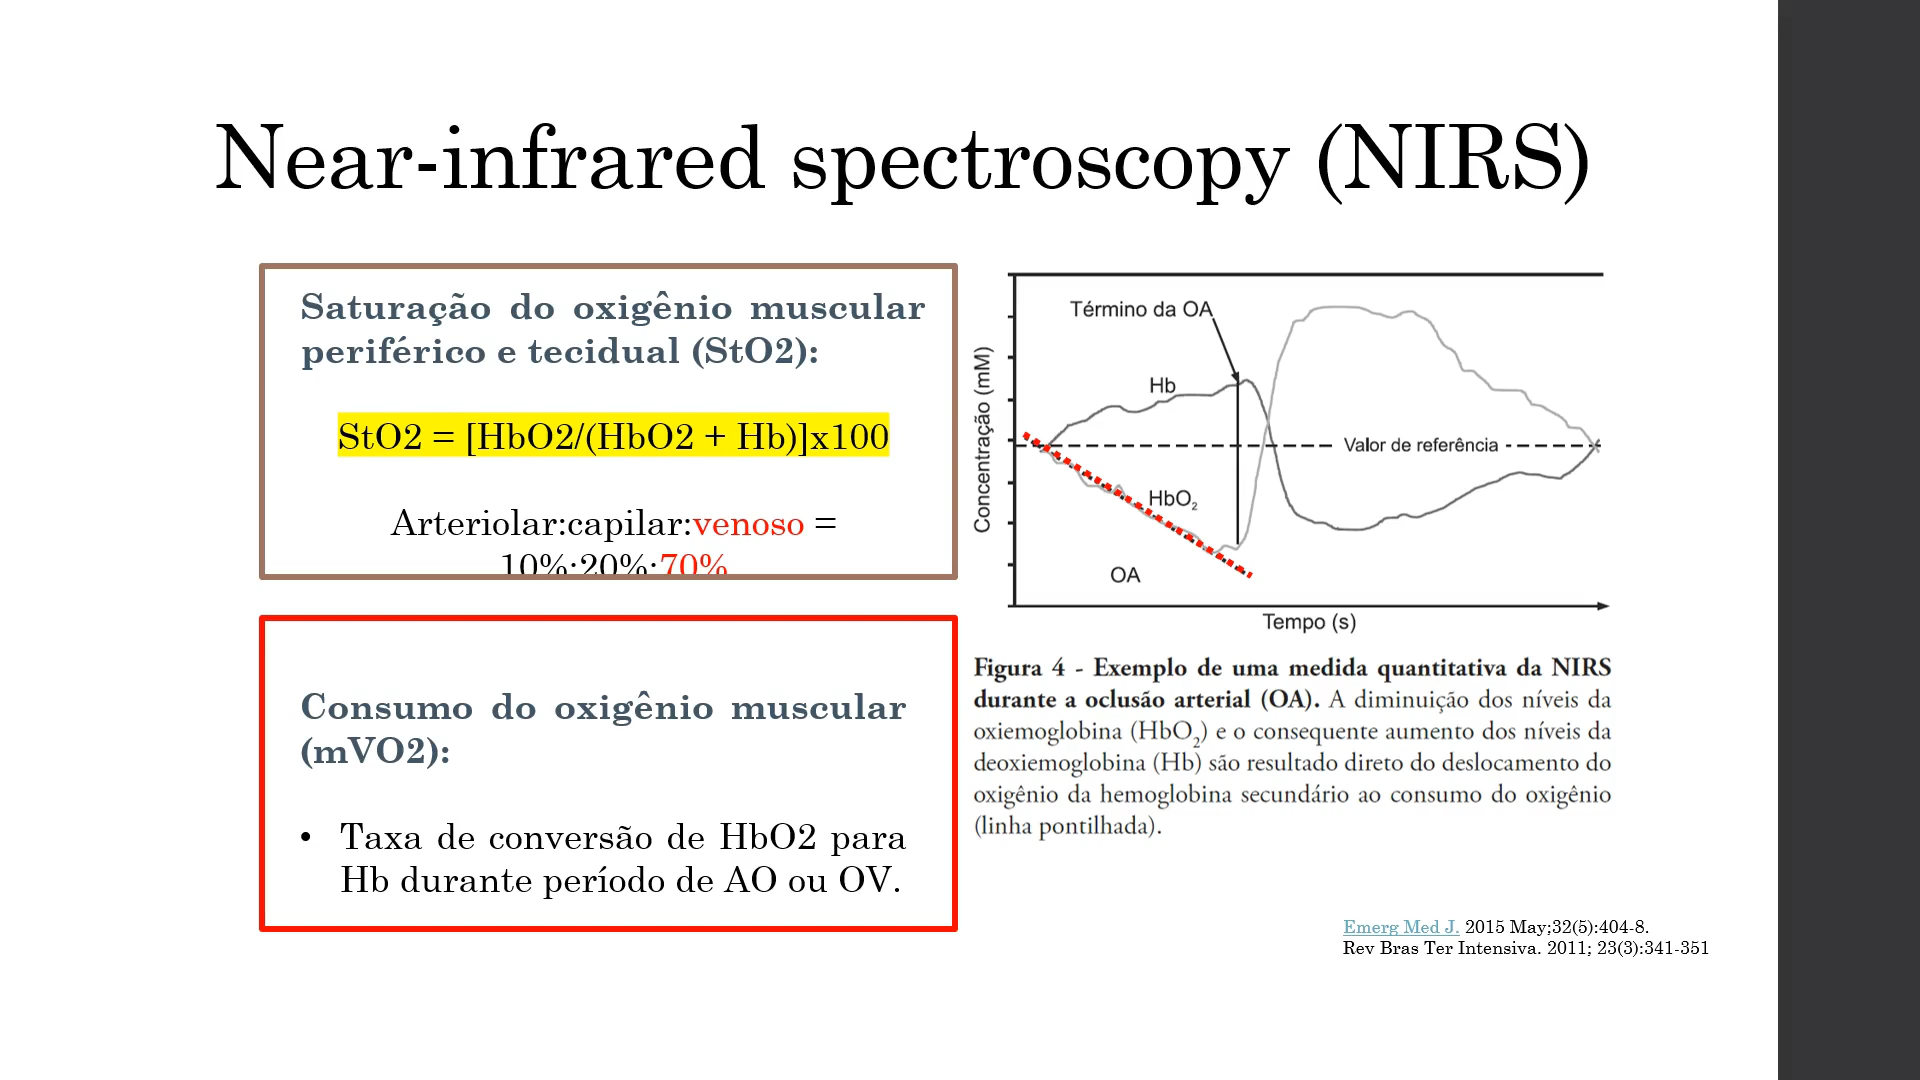 Near-infrared spectroscopy (NIRS)
Saturação do oxigênio muscular
periférico e tecidual (StO2):
StO2 = [HbO2/(HbO2 + Hb)]x100
Arteriolar:capilar:venoso =
10%:20%:70%
Consumo do oxigênio muscular
(mVO2):
• Taxa de conversão de HbO2 para
Hb durante período de AO ou OV.
Término da OA
Hb
Concentração (mM)
Valor de referência
HbO₂
OA
Tempo (s)
Figura 4 - Exemplo de uma medida quantitativa da NIRS
durante a oclusão arterial (OA). A diminuição dos níveis da
oxiemoglobina (HbO₂) e o consequente aumento dos níveis da
deoxiemoglobina (Hb) são resultado direto do deslocamento do
oxigênio da hemoglobina secundário ao consumo do oxigênio
(linha pontilhada).
Emerg Med J. 2015 May;32(5):404-8.
Rev Bras Ter Intensiva. 2011; 23(3):341-351